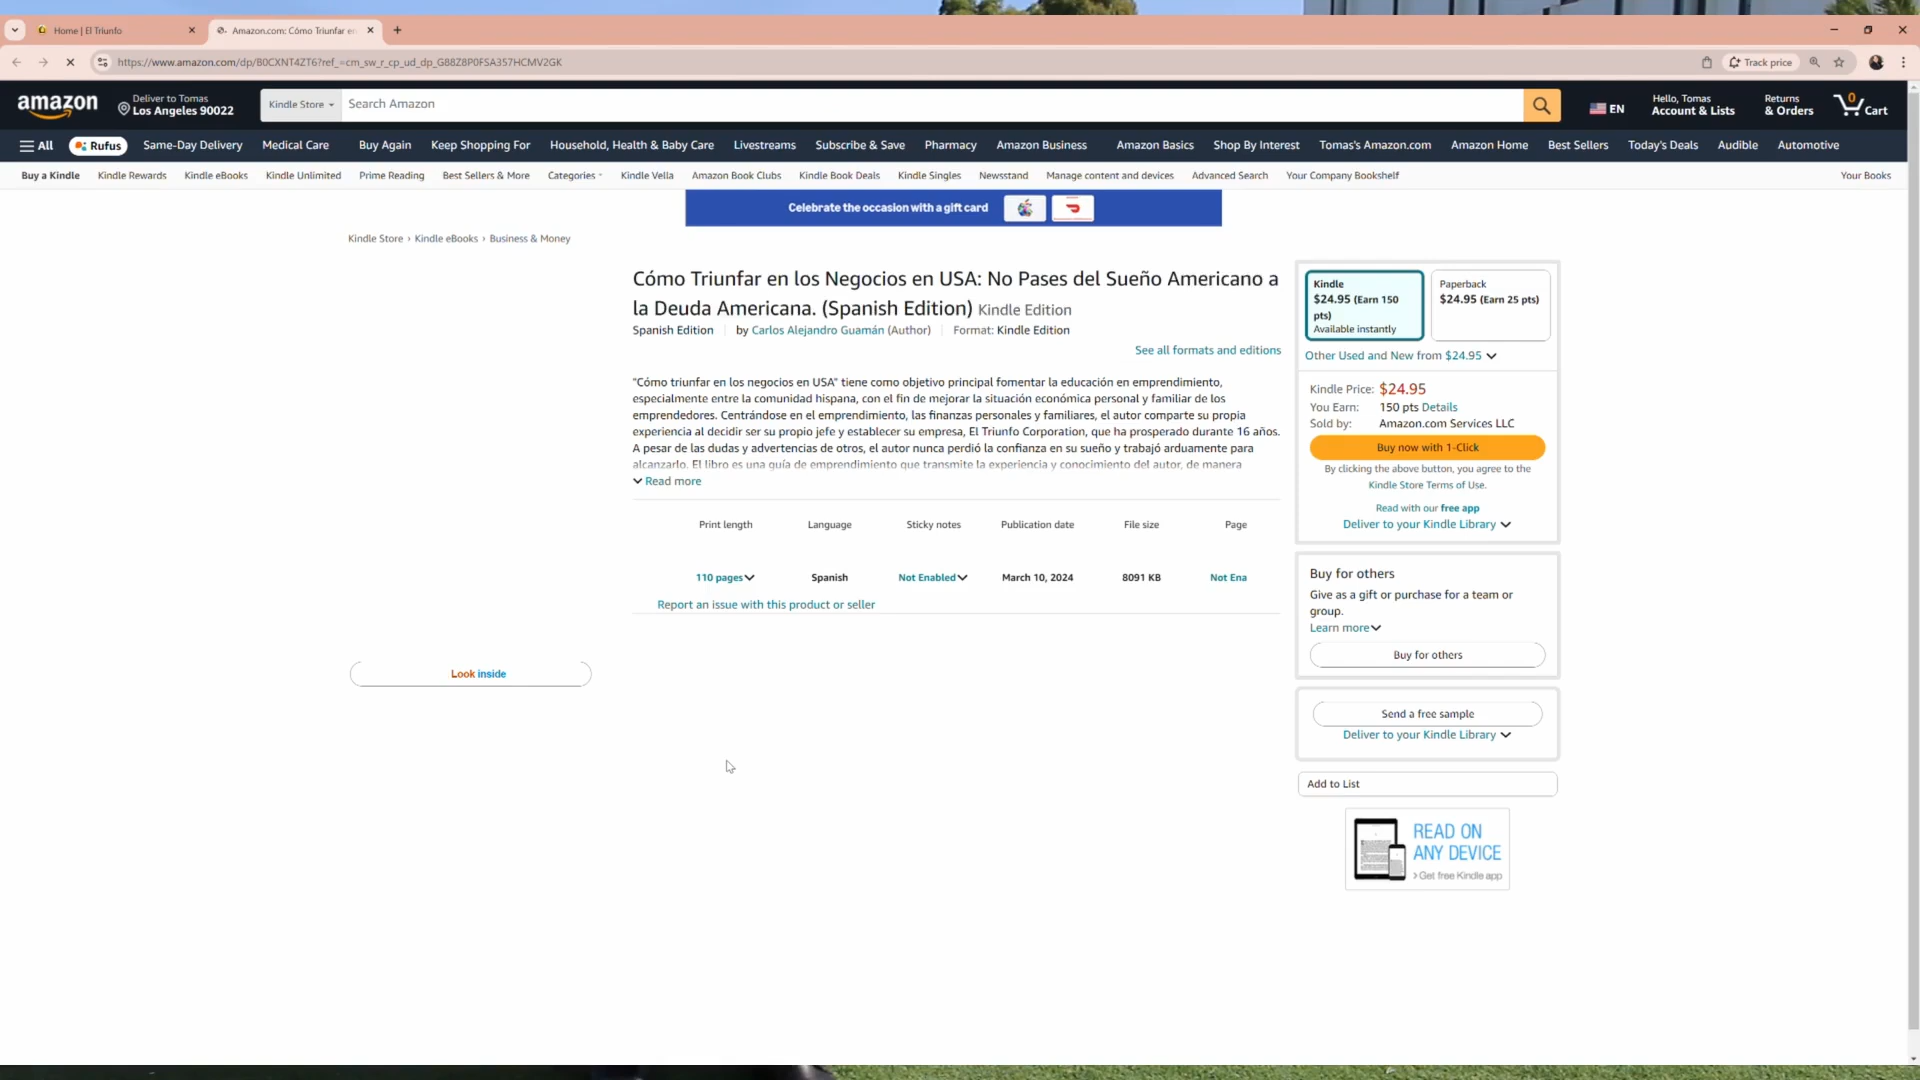 Home | El Triunfo
Amazon.com: Cómo Triunfar en
https://www.amazon.com/dp/B0CXNT4ZT6?ref_=cm_sw_r_cp_ud_dp_G88Z8P0FSA357HCMV2GK
Track price
amazon
Deliver to Tomas
Los Angeles 90022
Kindle Store
Search Amazon
EN
Hello, Tomas
Account & Lists
Returns
& Orders
0
Cart
All
Rufus
Same-Day Delivery
Medical Care
Buy Again
Keep Shopping For
Household, Health & Baby Care
Livestreams
Subscribe & Save
Pharmacy
Amazon Business
Amazon Basics
Shop By Interest
Tomas's Amazon.com
Amazon Home
Best Sellers
Today's Deals
Audible
Automotive
Buy a Kindle
Kindle Rewards
Kindle eBooks
Kindle Unlimited
Prime Reading
Best Sellers & More
Categories
Kindle Vella
Amazon Book Clubs
Kindle Book Deals
Kindle Singles
Newsstand
Manage content and devices
Advanced Search
Your Company Bookshelf
Your Books
Celebrate the occasion with a gift card
Kindle Store › Kindle eBooks › Business & Money
Cómo Triunfar en los Negocios en USA: No Pases del Sueño Americano a
la Deuda Americana. (Spanish Edition) Kindle Edition
Spanish Edition | by Carlos Alejandro Guamán (Author) | Format: Kindle Edition
See all formats and editions
"Cómo triunfar en los negocios en USA" tiene como objetivo principal fomentar la educación en emprendimiento,
especialmente entre la comunidad hispana, con el fin de mejorar la situación económica personal y familiar de los
emprendedores. Centrándose en el emprendimiento, las finanzas personales y familiares, el autor comparte su propia
experiencia al decidir ser su propio jefe y establecer su empresa, El Triunfo Corporation, que ha prosperado durante 16 años.
A pesar de las dudas y advertencias de otros, el autor nunca perdió la confianza en su sueño y trabajó arduamente para
alcanzarlo. El libro es una guía de emprendimiento que transmite la experiencia y conocimiento del autor, de manera
Read more
Print length
Language
Sticky notes
Publication date
File size
Page
110 pages
Spanish
Not Enabled
March 10, 2024
8091 KB
Not Ena
Report an issue with this product or seller
Look inside
Kindle
$24.95 (Earn 150
pts)
Available instantly
Paperback
$24.95 (Earn 25 pts)
Other Used and New from $24.95
Kindle Price: $24.95
You Earn: 150 pts Details
Sold by: Amazon.com Services LLC
Buy now with 1-Click
By clicking the above button, you agree to the
Kindle Store Terms of Use.
Read with our free app
Deliver to your Kindle Library
Buy for others
Give as a gift or purchase for a team or
group.
Learn more
Buy for others
Send a free sample
Deliver to your Kindle Library
Add to List
READ ON
ANY DEVICE
› Get free Kindle app